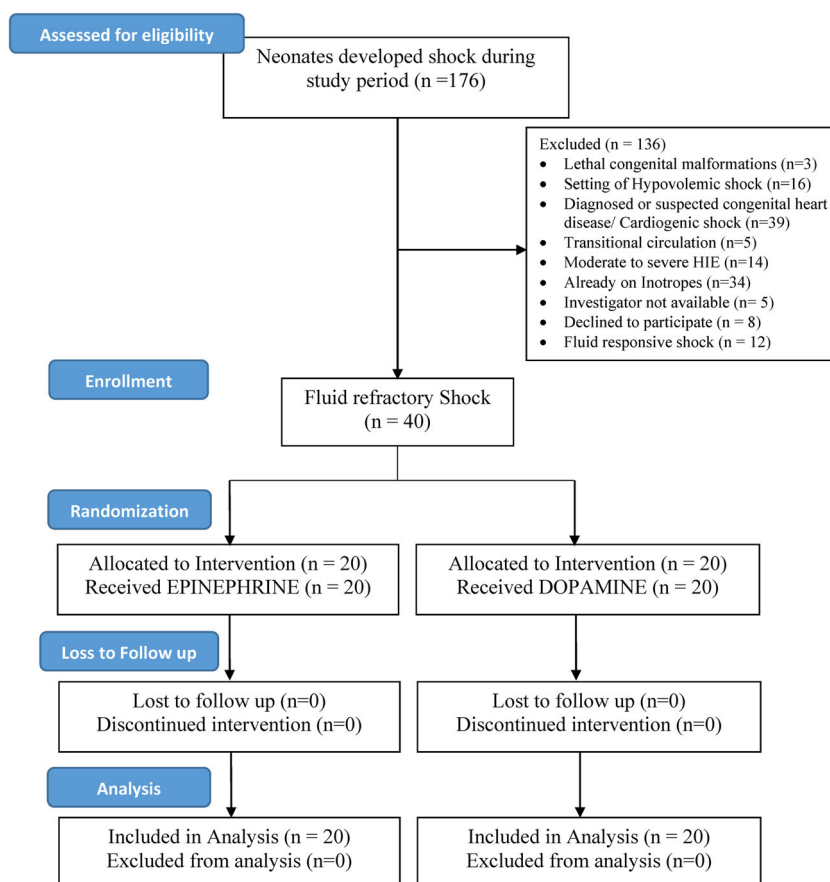 Assessed for eligibility
Neonates developed shock during
study period (n =176)
Excluded (n = 136)
• Lethal congenital malformations (n=3)
• Setting of Hypovolemic shock (n=16)
• Diagnosed or suspected congenital heart
disease/ Cardiogenic shock (n=39)
• Transitional circulation (n=5)
• Moderate to severe HIE (n=14)
• Already on Inotropes (n=34)
• Investigator not available (n= 5)
• Declined to participate (n = 8)
• Fluid responsive shock (n = 12)
Enrollment
Fluid refractory Shock
(n = 40)
Randomization
Allocated to Intervention (n = 20)
Received EPINEPHRINE (n = 20)
Allocated to Intervention (n = 20)
Received DOPAMINE (n = 20)
Loss to Follow up
Lost to follow up (n=0)
Discontinued intervention (n=0)
Lost to follow up (n=0)
Discontinued intervention (n=0)
Analysis
Included in Analysis (n = 20)
Excluded from analysis (n=0)
Included in Analysis (n = 20)
Excluded from analysis (n=0)